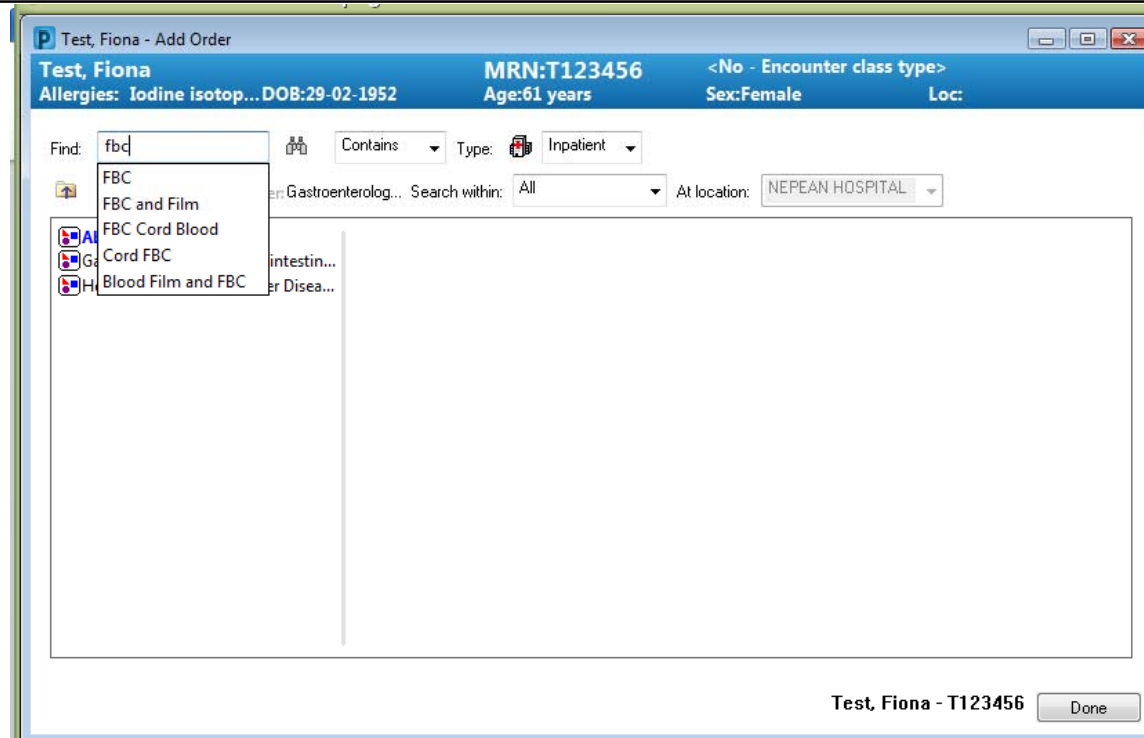 Test, Fiona - Add Order
Test, Fiona MRN:T123456 <No - Encounter class type>
Allergies: Iodine isotop... DOB:29-02-1952 Age:61 years Sex:Female Loc:
Find: fbc Contains Type: Inpatient
FBC
Gastroenterolog... Search within: All At location: NEPEAN HOSPITAL
FBC and Film
FBC Cord Blood
Cord FBC intestin...
Blood Film and FBC er Disea...
Test, Fiona - T123456 Done